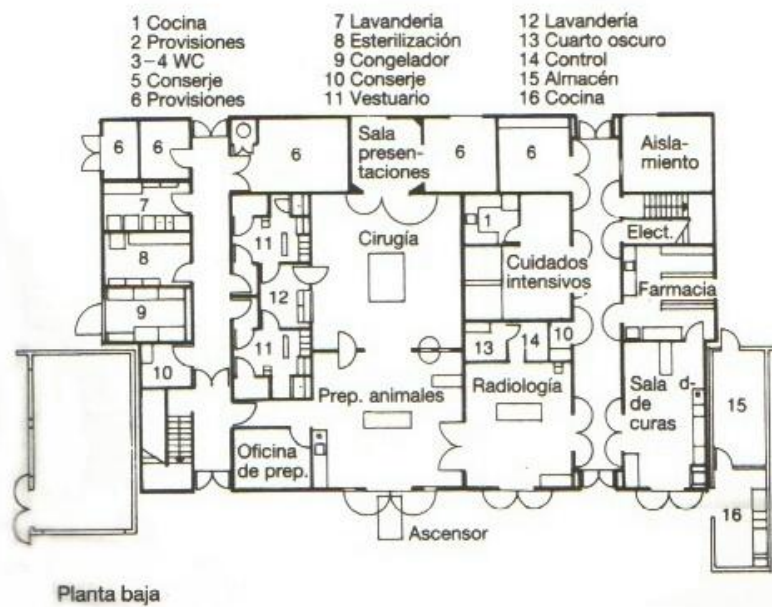 1 Cocina
2 Provisiones
3–4 WC
5 Conserje
6 Provisiones
7 Lavandería
8 Esterilización
9 Congelador
10 Conserje
11 Vestuario
12 Lavandería
13 Cuarto oscuro
14 Control
15 Almacén
16 Cocina
6
6
6
Sala
presen-
taciones
6
6
Aisla-
miento
7
11
Cirugía
1
Elect.
8
12
Cuidados
intensivos
Farmacia
9
11
10
13
14
10
Prep. animales
Radiología
Sala d-
de
curas
15
Oficina
de prep.
16
Ascensor
Planta baja